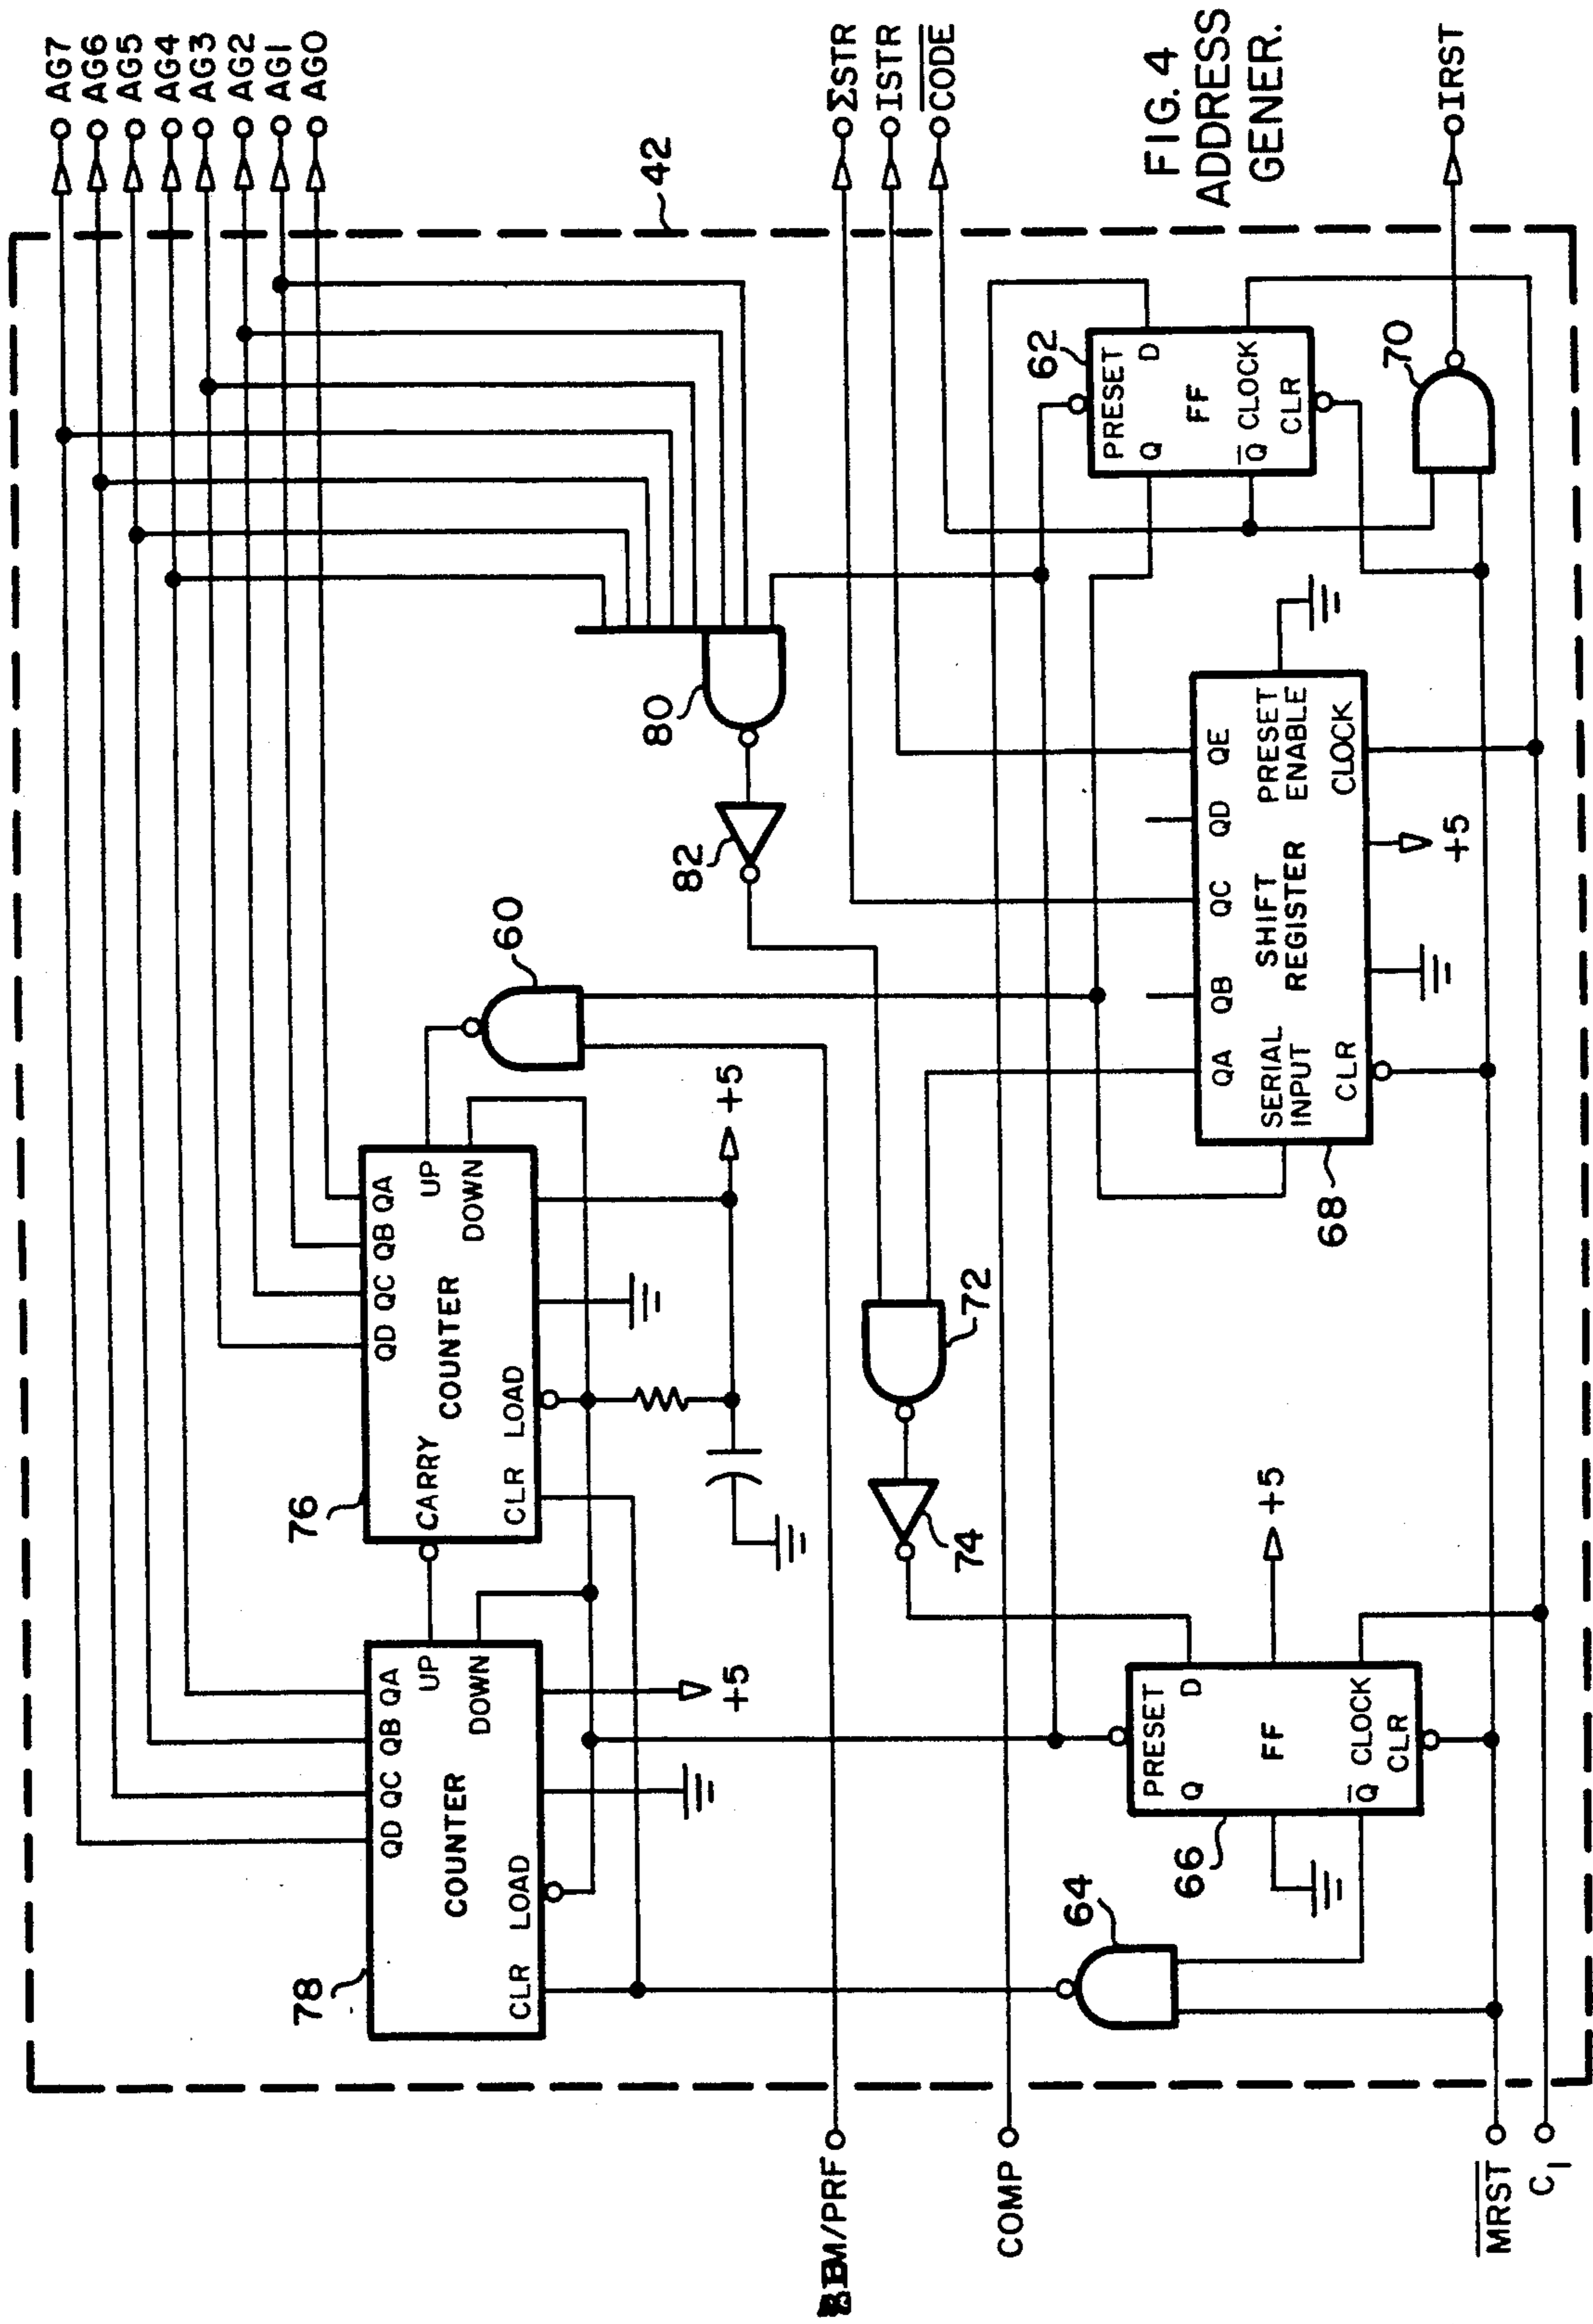 AG7
AG6
AG5
AG4
AG3
AG2
AG1
AG0
ΣSTR
ISTR
CODE
IRST
FIG. 4
ADDRESS
GENER.
42
78
QD QC QB QA
UP
DOWN
COUNTER
CLR LOAD
+5
76
QD QC QB QA
CARRY
UP
DOWN
COUNTER
CLR LOAD
+5
60
80
82
72
74
64
66
PRESET
Q
D
FF
Q
CLOCK
CLR
+5
68
QA QB QC QD QE
SERIAL
INPUT
SHIFT
REGISTER
PRESET
ENABLE
CLR
CLOCK
+5
62
PRESET
Q
D
FF
Q
CLOCK
CLR
70
/PRF
COMP
MRST
C1